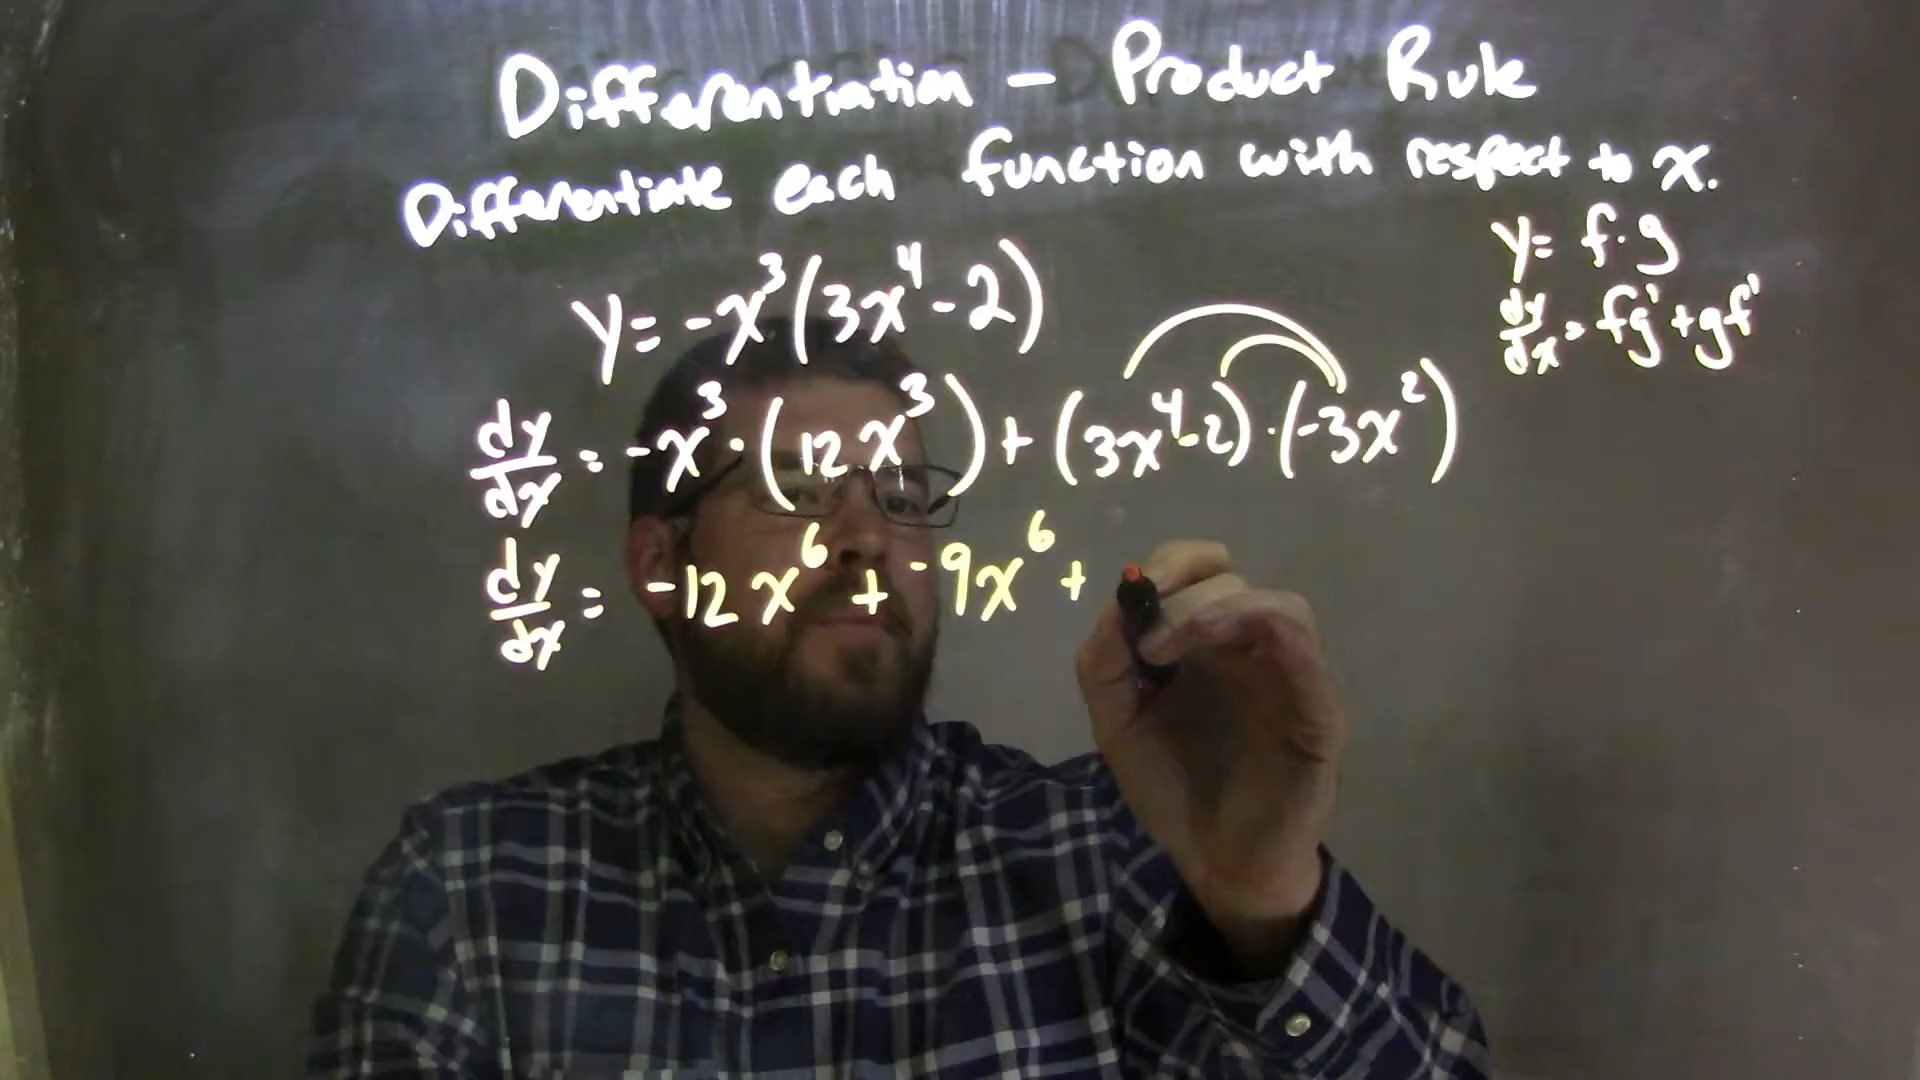 Differentiation – Product Rule
Differentiate each function with respect to x.
y = f·g
dy/dx = fg' + gf'
y = -x³(3x⁴-2)
dy/dx = -x³·(12x³) + (3x⁴-2)·(-3x²)
dy/dx = -12x⁶ + -9x⁶ +